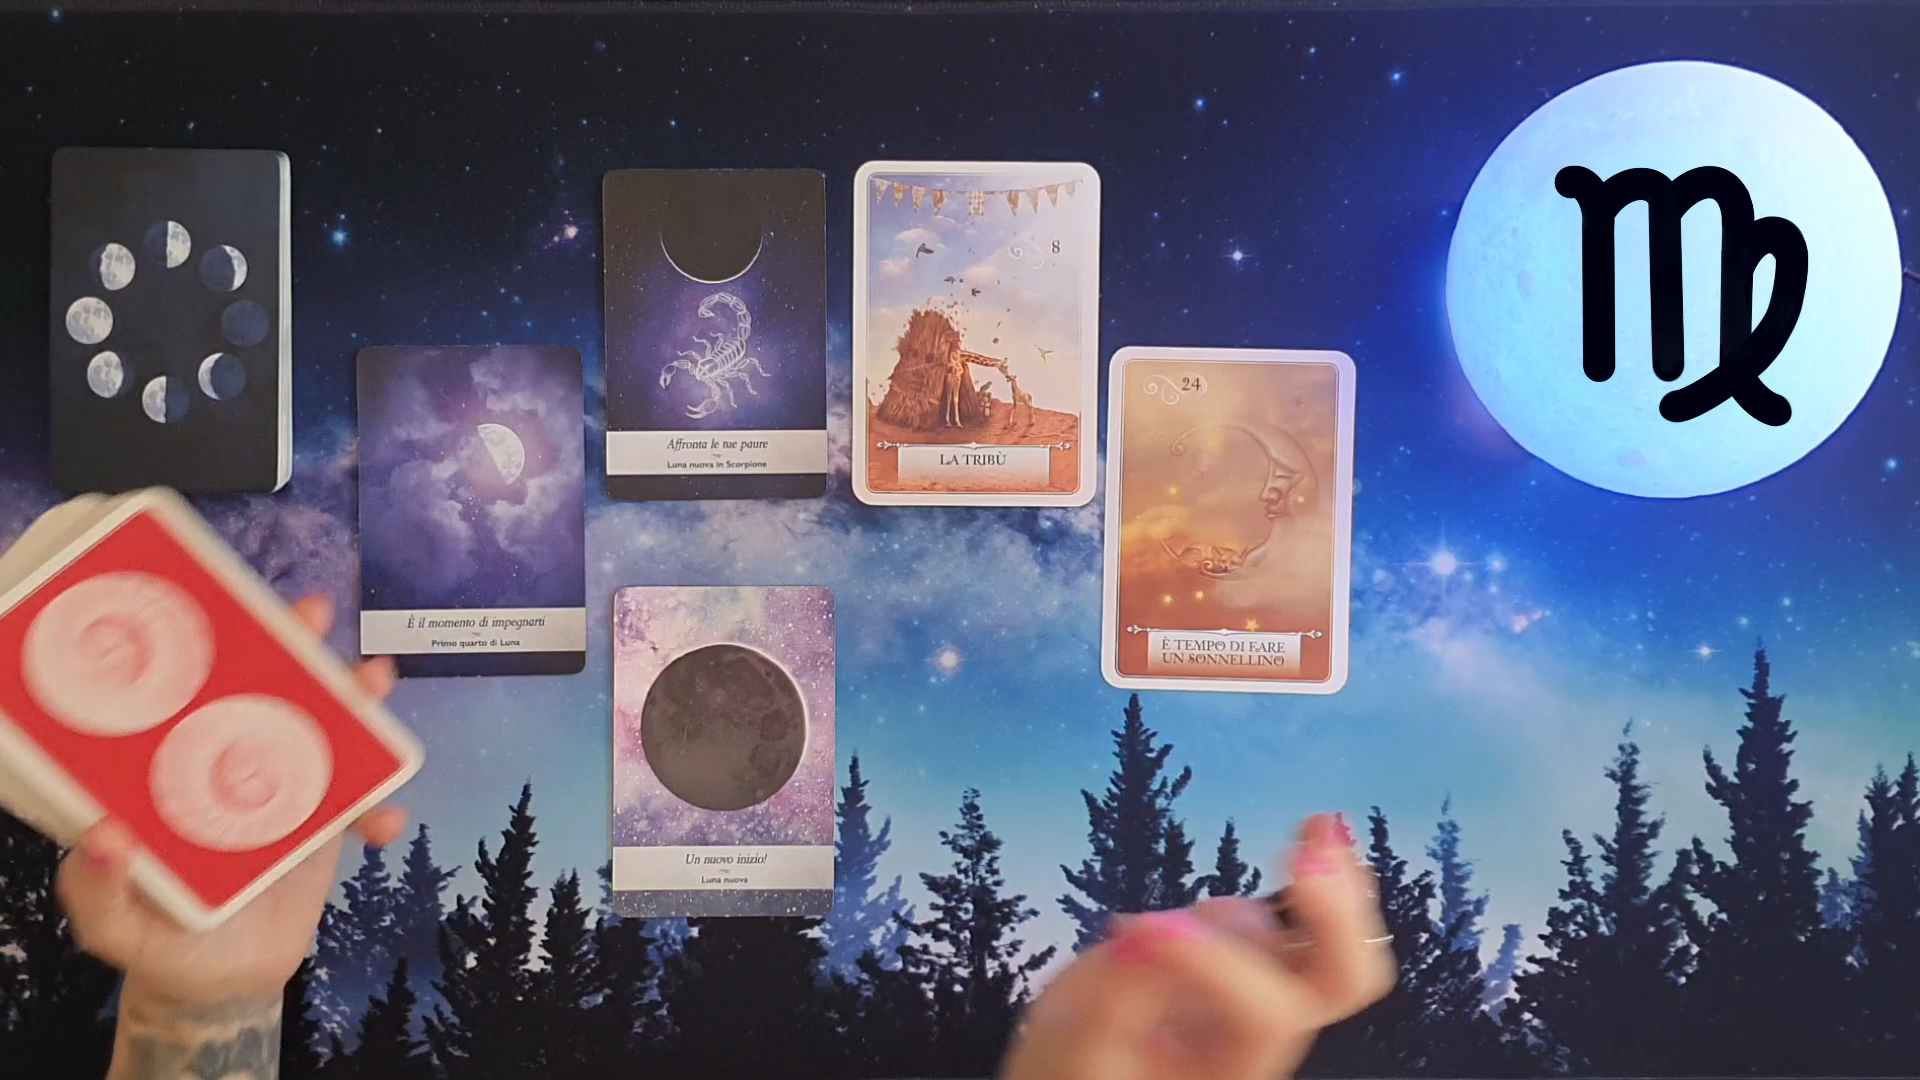 Affronta le tue paure
Luna nuova in Scorpione
8
LA TRIBÙ
24
È TEMPO DI FARE
UN SONNELLINO
È il momento di impegnarti
Primo quarto di Luna
Un nuovo inizio!
Luna nuova